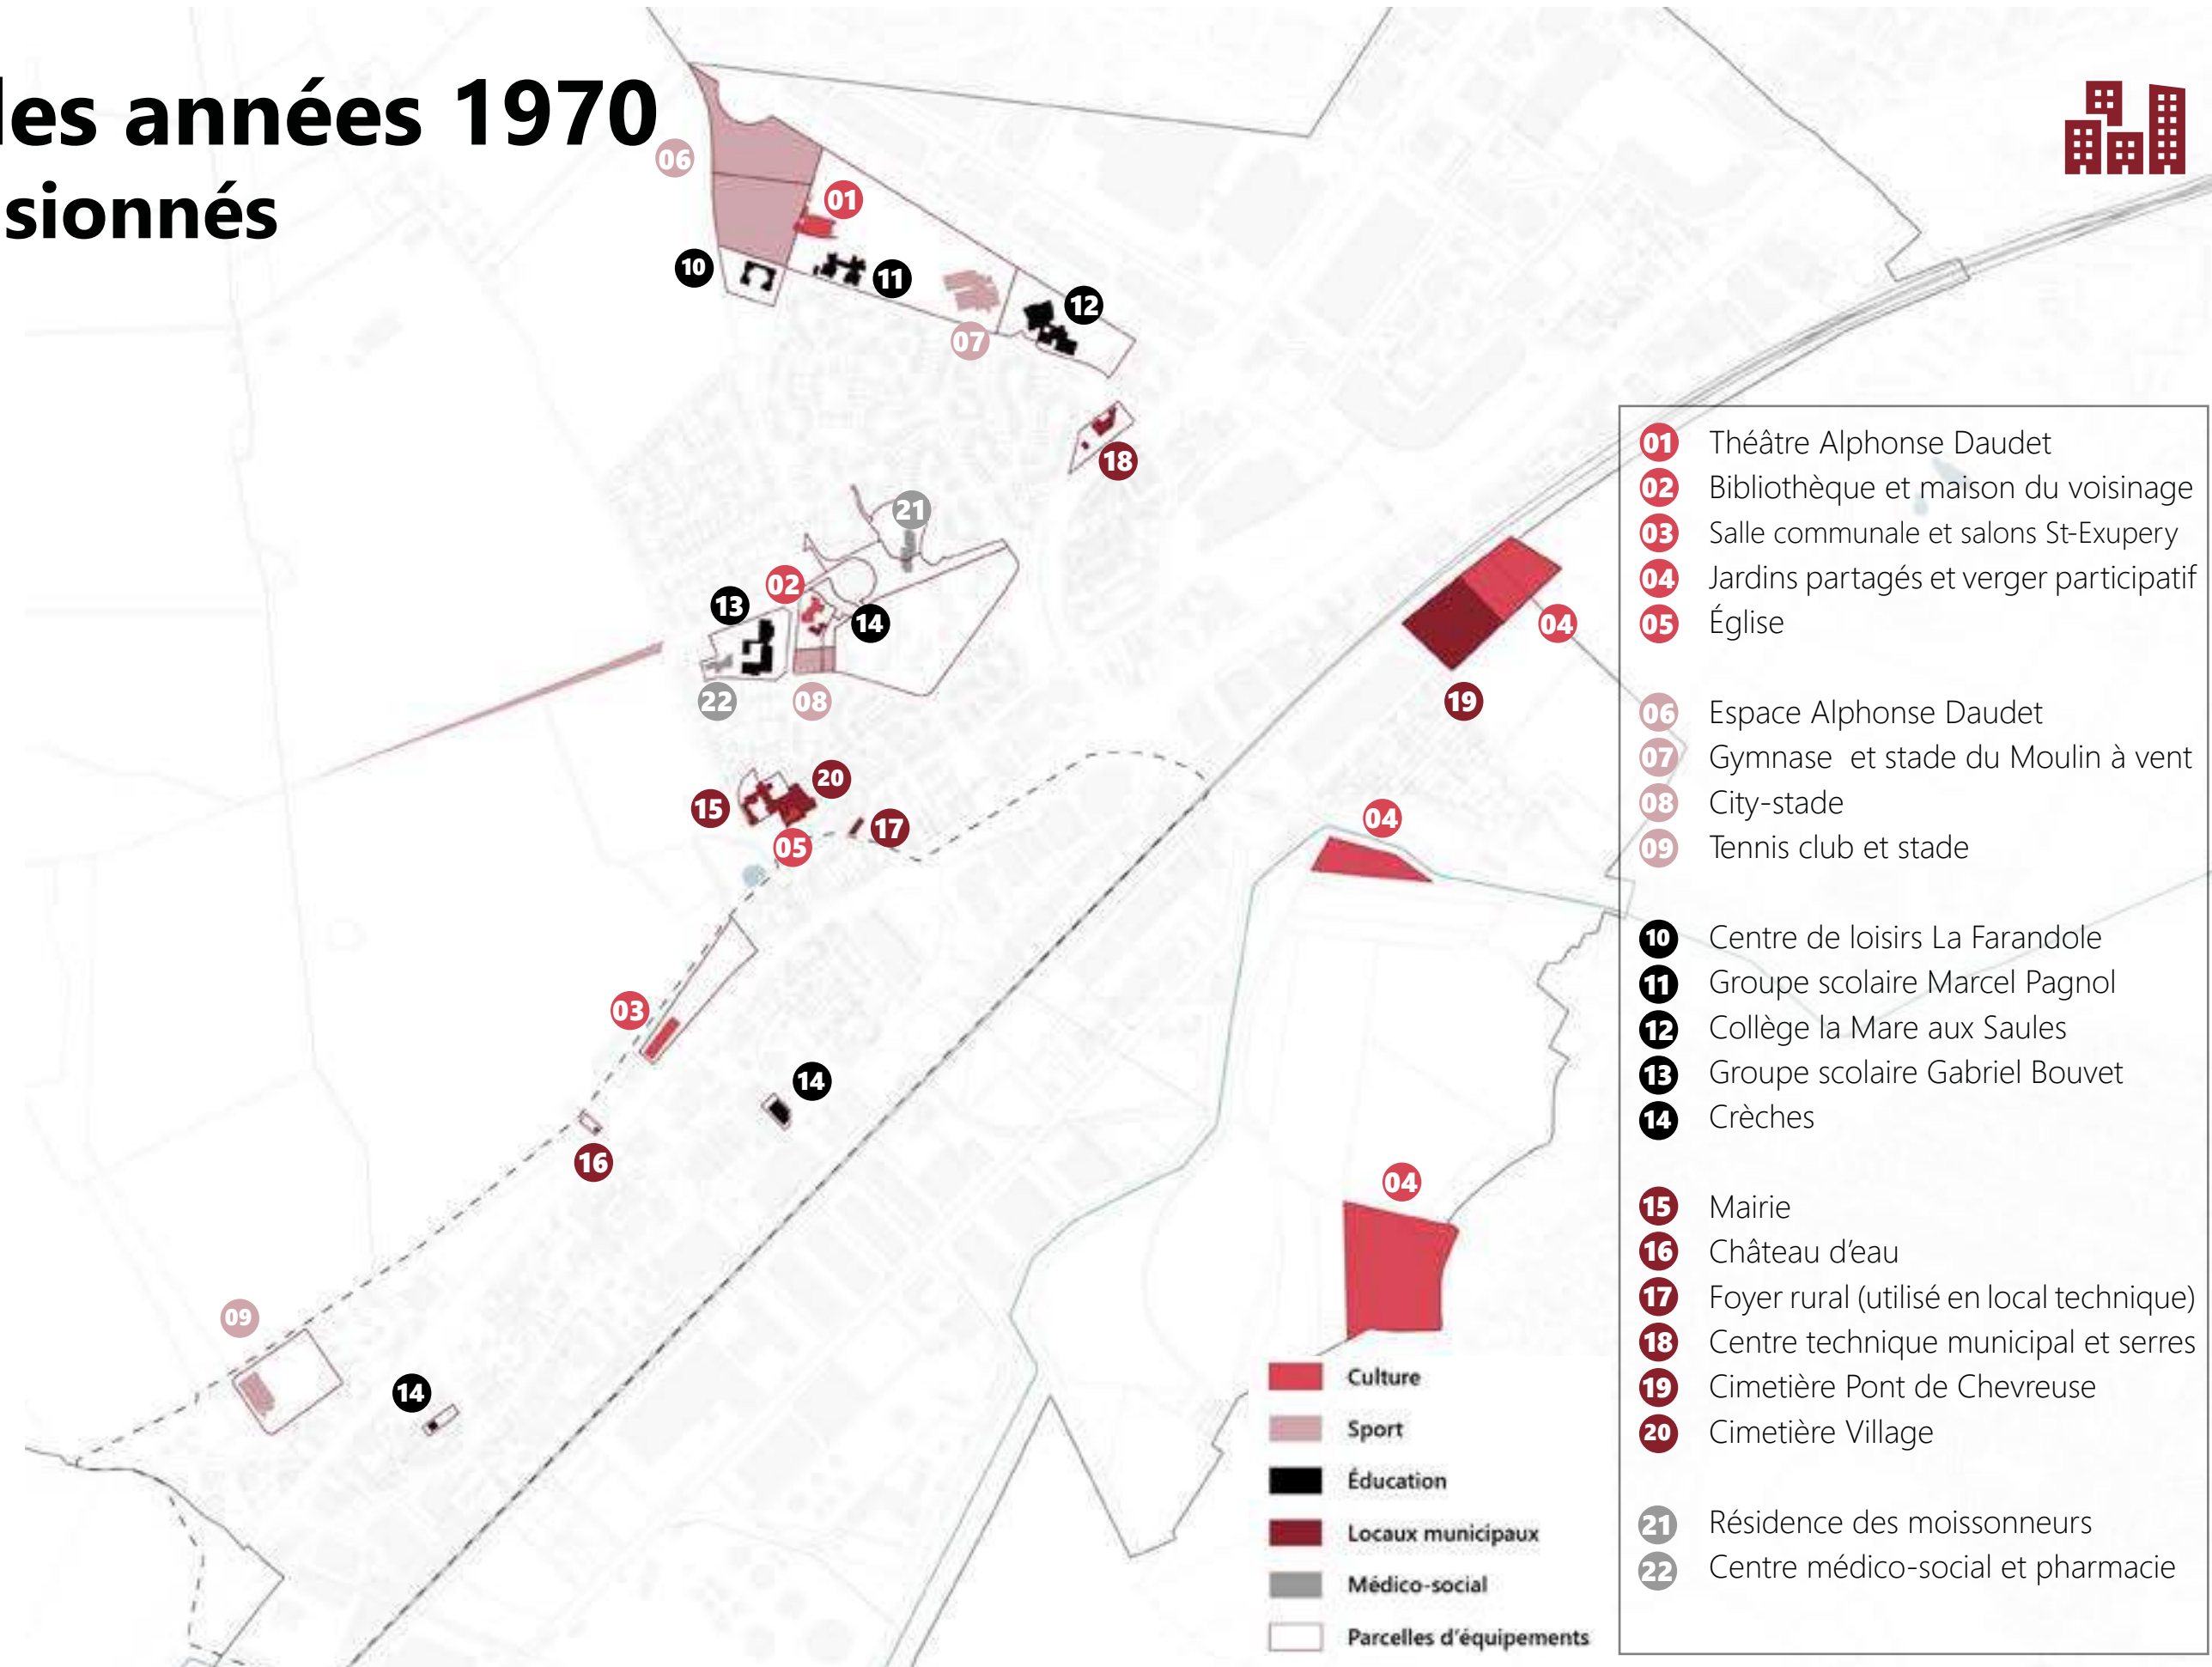 les années 1970
sionnés
06
01
10
11
12
07
18
21
02
13
14
04
22
08
19
20
15
17
04
05
03
14
16
04
09
14
Culture
Sport
Éducation
Locaux municipaux
Médico-social
Parcelles d'équipements
01 Théâtre Alphonse Daudet
02 Bibliothèque et maison du voisinage
03 Salle communale et salons St-Exupery
04 Jardins partagés et verger participatif
05 Église
06 Espace Alphonse Daudet
07 Gymnase et stade du Moulin à vent
08 City-stade
09 Tennis club et stade
10 Centre de loisirs La Farandole
11 Groupe scolaire Marcel Pagnol
12 Collège la Mare aux Saules
13 Groupe scolaire Gabriel Bouvet
14 Crèches
15 Mairie
16 Château d'eau
17 Foyer rural (utilisé en local technique)
18 Centre technique municipal et serres
19 Cimetière Pont de Chevreuse
20 Cimetière Village
21 Résidence des moissonneurs
22 Centre médico-social et pharmacie